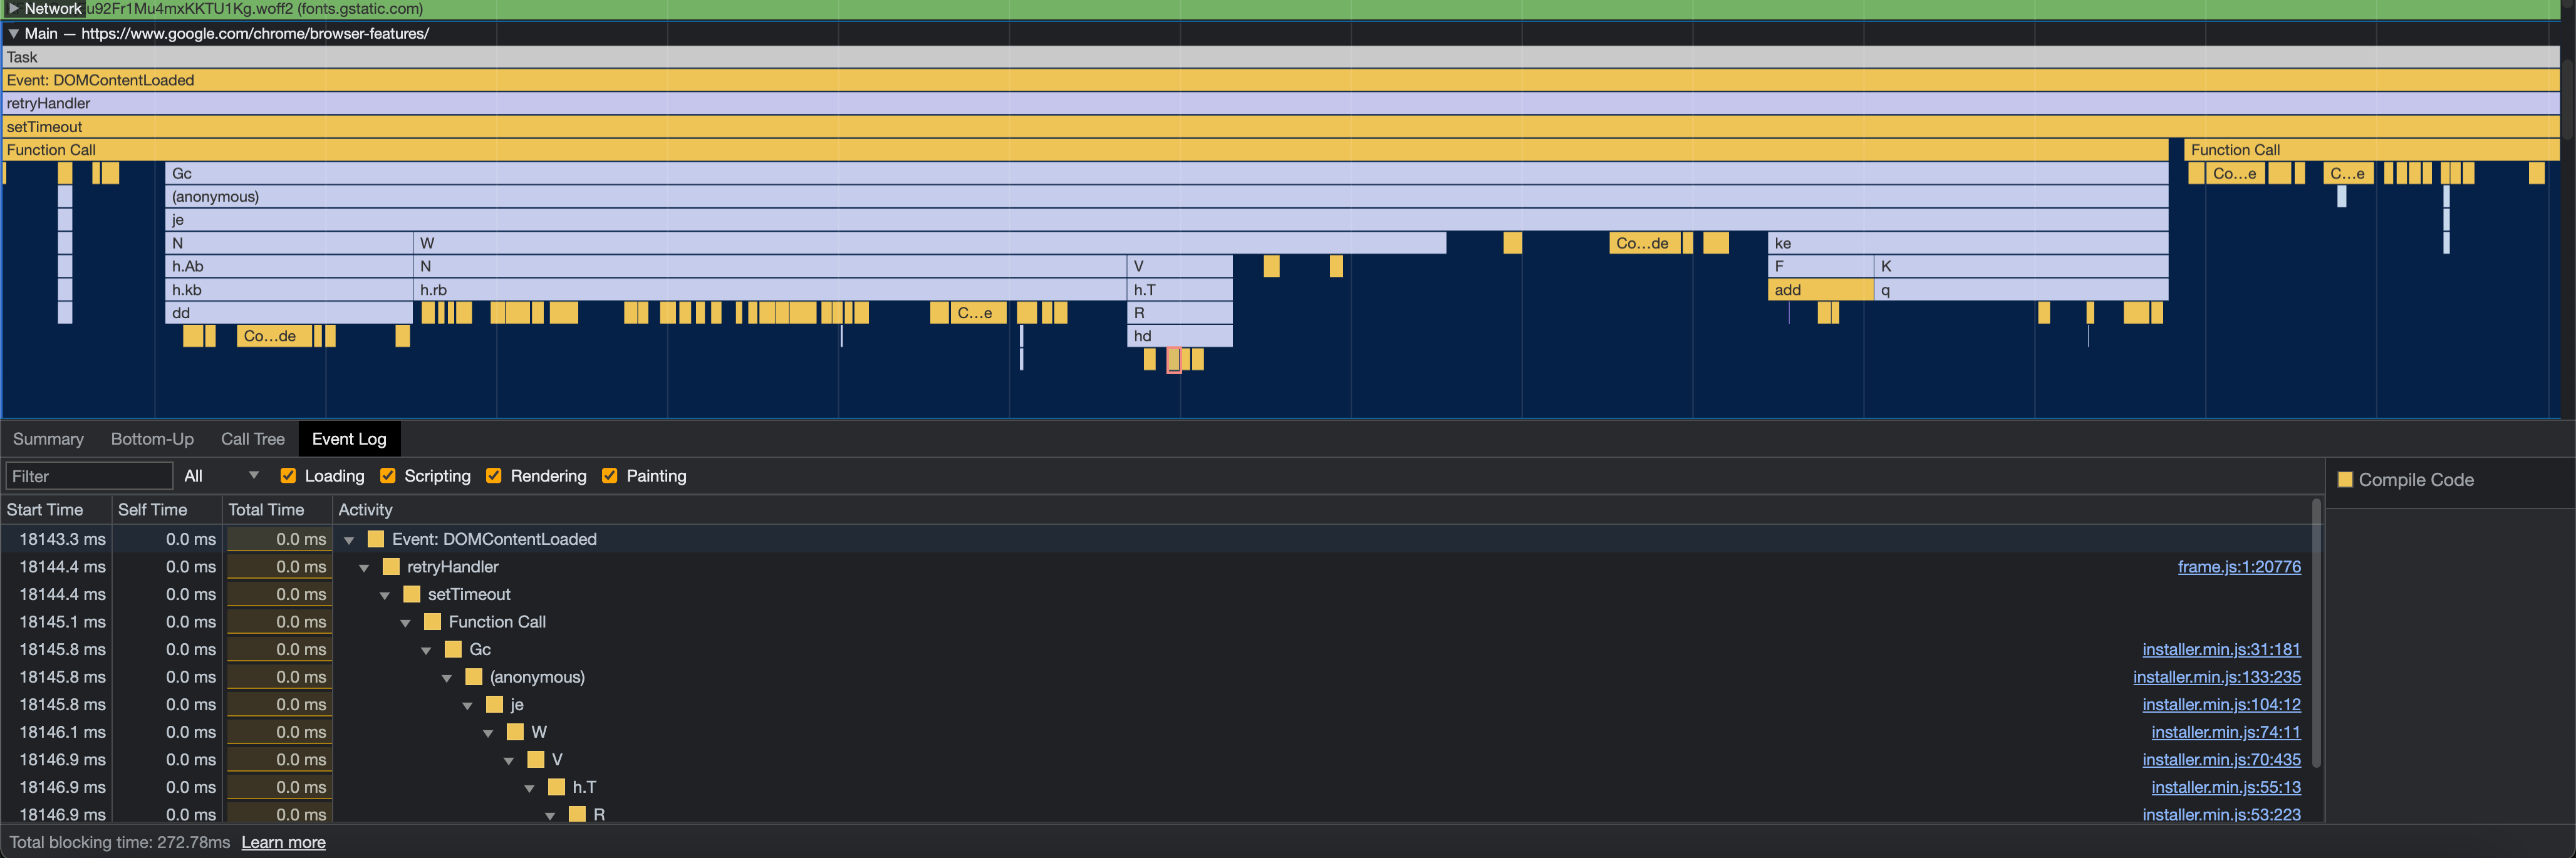 ▶ Network u92Fr1Mu4mxKKTU1Kg.woff2 (fonts.gstatic.com)
▼ Main — https://www.google.com/chrome/browser-features/
Task
Event: DOMContentLoaded
retryHandler
setTimeout
Function Call Function Call
Gc Co…e C…e
(anonymous)
je
N W Co…de ke
h.Ab N V F K
h.kb h.rb h.T add q
dd C…e R
Co…de hd
Summary Bottom-Up Call Tree Event Log
Filter All ▼ Loading Scripting Rendering Painting Compile Code
Start Time Self Time Total Time Activity
18143.3 ms 0.0 ms 0.0 ms ▼ Event: DOMContentLoaded
18144.4 ms 0.0 ms 0.0 ms ▼ retryHandler frame.js:1:20776
18144.4 ms 0.0 ms 0.0 ms ▼ setTimeout
18145.1 ms 0.0 ms 0.0 ms ▼ Function Call
18145.8 ms 0.0 ms 0.0 ms ▼ Gc installer.min.js:31:181
18145.8 ms 0.0 ms 0.0 ms ▼ (anonymous) installer.min.js:133:235
18145.8 ms 0.0 ms 0.0 ms ▼ je installer.min.js:104:12
18146.1 ms 0.0 ms 0.0 ms ▼ W installer.min.js:74:11
18146.9 ms 0.0 ms 0.0 ms ▼ V installer.min.js:70:435
18146.9 ms 0.0 ms 0.0 ms ▼ h.T installer.min.js:55:13
18146.9 ms 0.0 ms 0.0 ms ▼ R installer.min.js:53:223
Total blocking time: 272.78ms Learn more